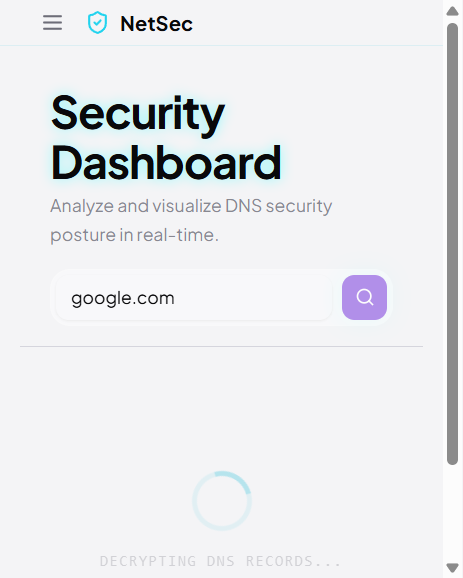 NetSec
Security
Dashboard
Analyze and visualize DNS security
posture in real-time.
google.com
DECRYPTING DNS RECORDS...